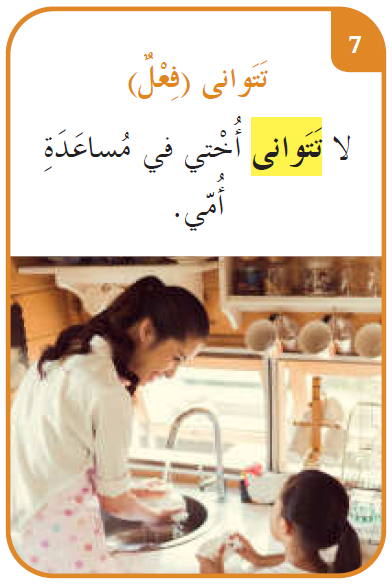 7
تَتَوانى (فِعْلٌ)
لا تَتَوانى أُخْتي في مُساعَدَةِ
أُمّي.